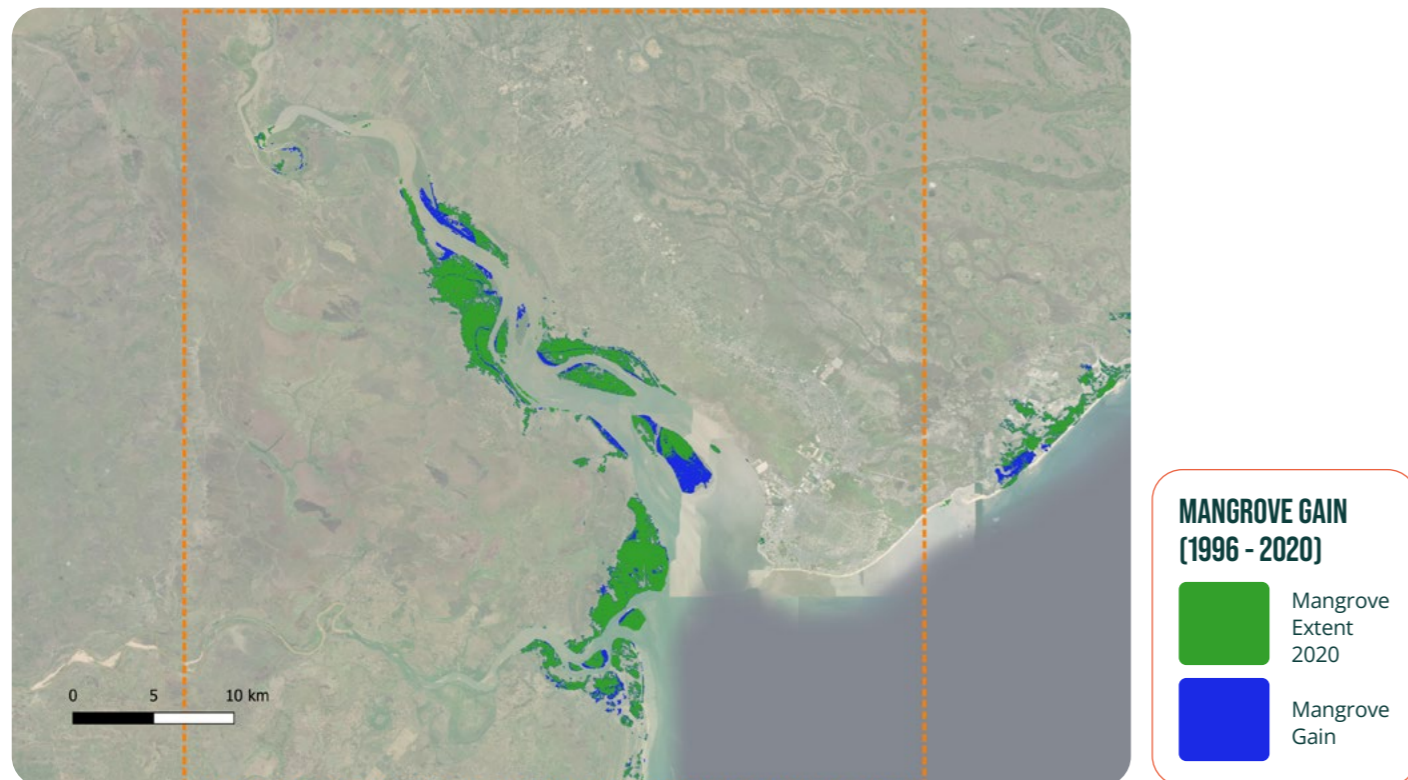 0 5 10 km
MANGROVE GAIN
(1996 - 2020)
Mangrove
Extent
2020
Mangrove
Gain